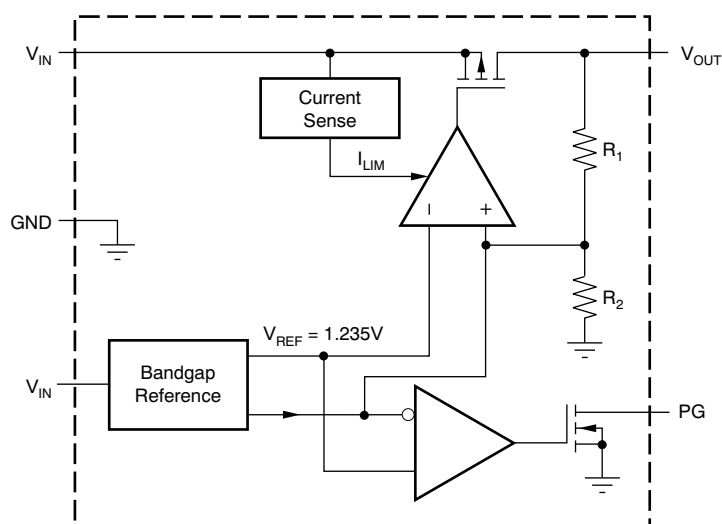 V_IN
V_OUT
Current
Sense
I_LIM
R_1
GND
− +
R_2
V_REF = 1.235V
V_IN
Bandgap
Reference
PG